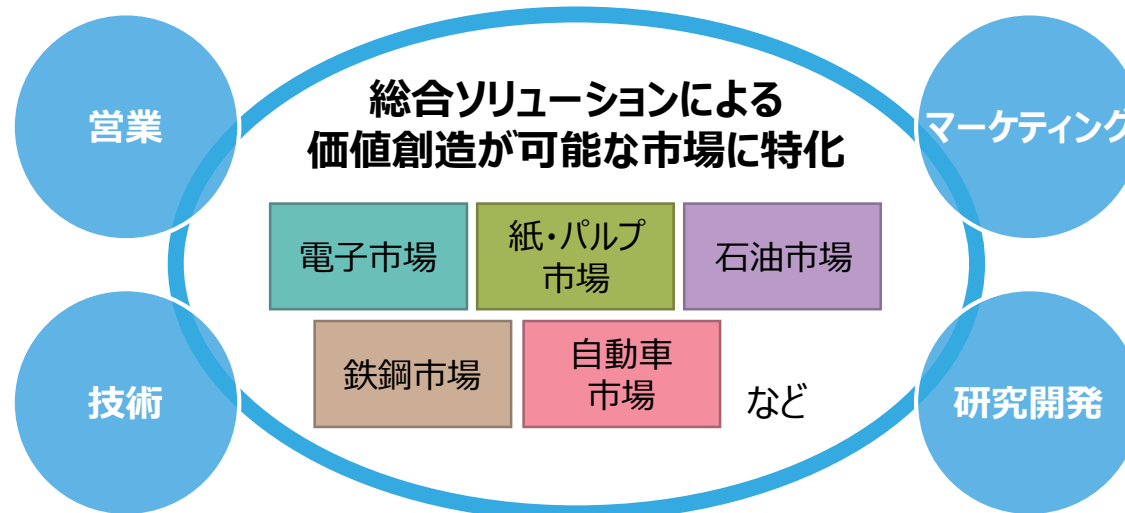 総合ソリューションによる
価値創造が可能な市場に特化
営業
マーケティング
電子市場
紙・パルプ
市場
石油市場
鉄鋼市場
自動車
市場
など
技術
研究開発